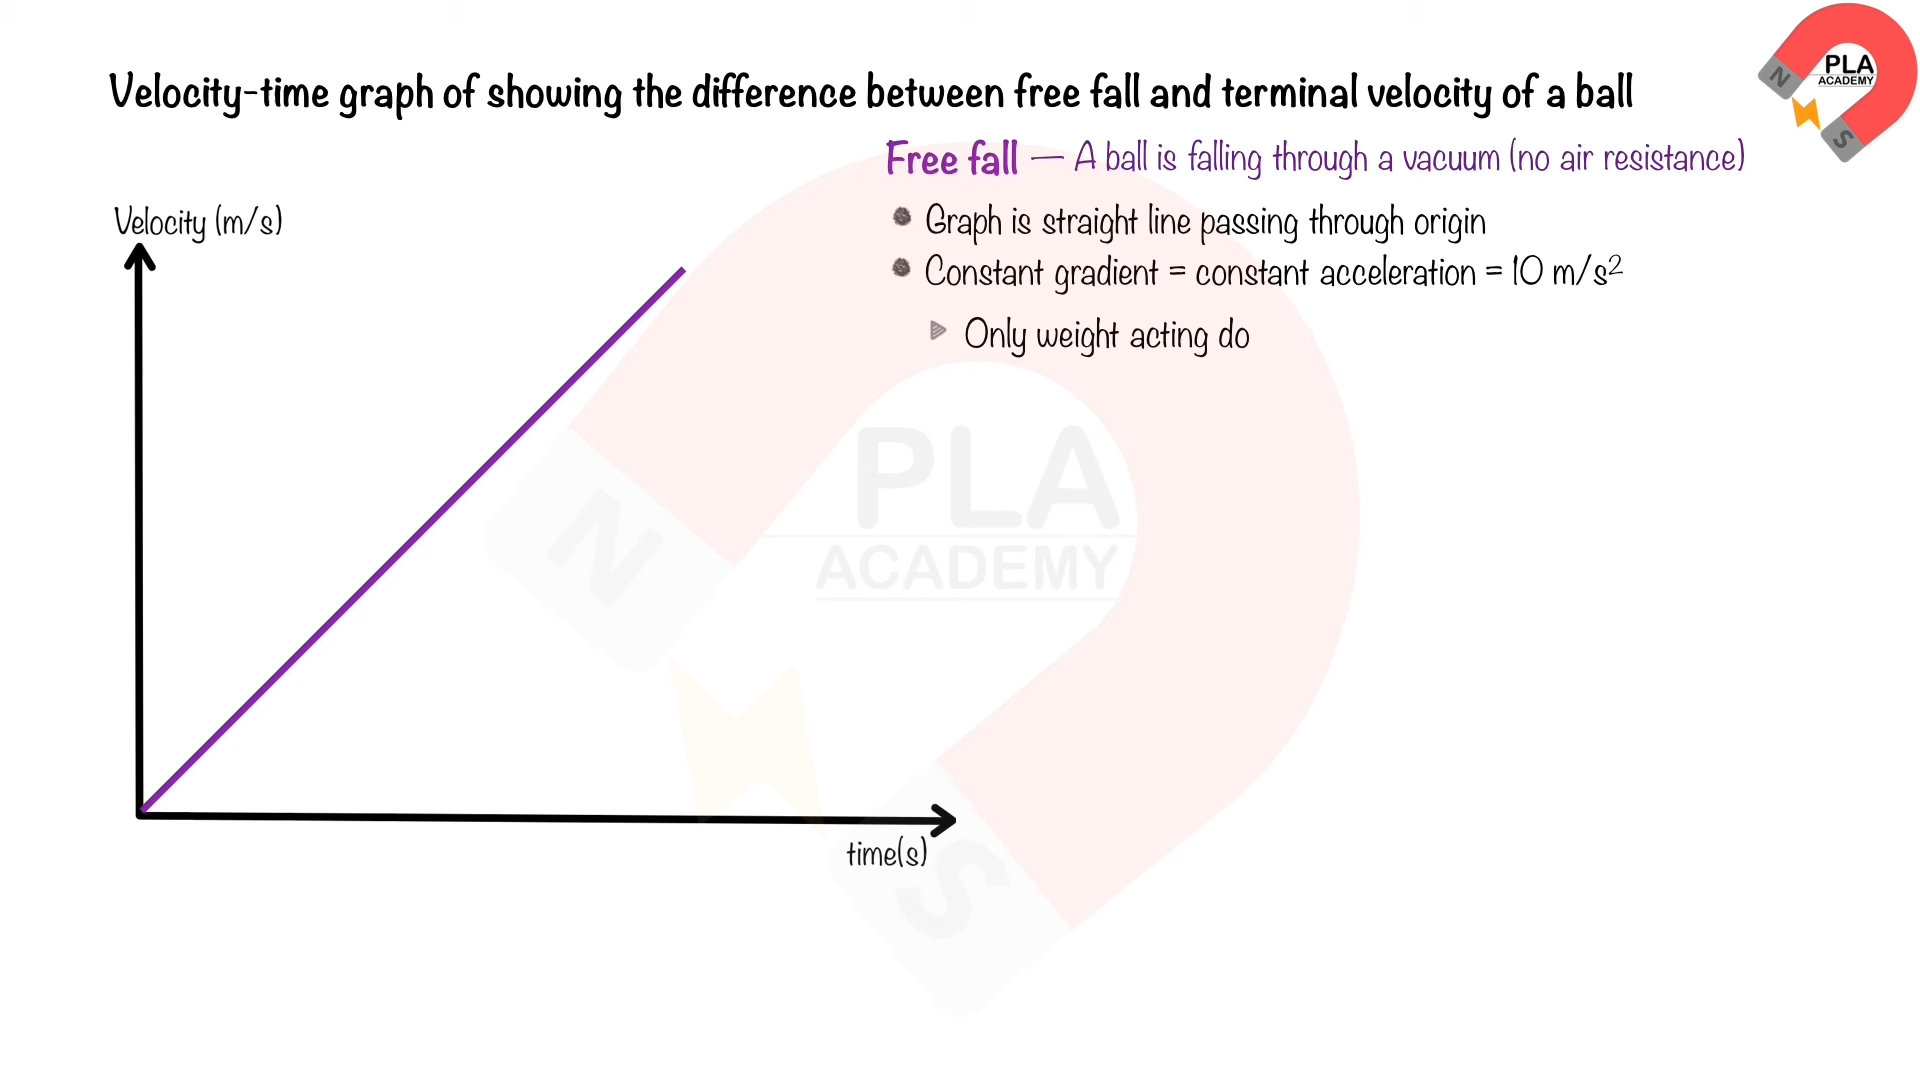 Velocity-time graph of showing the difference between free fall and terminal velocity of a ball
N
PLA
ACADEMY
S
Free fall — A ball is falling through a vacuum (no air resistance)
Velocity (m/s)
Graph is straight line passing through origin
Constant gradient = constant acceleration = 10 m/s²
Only weight acting do
PLA
ACADEMY
N
S
time(s)